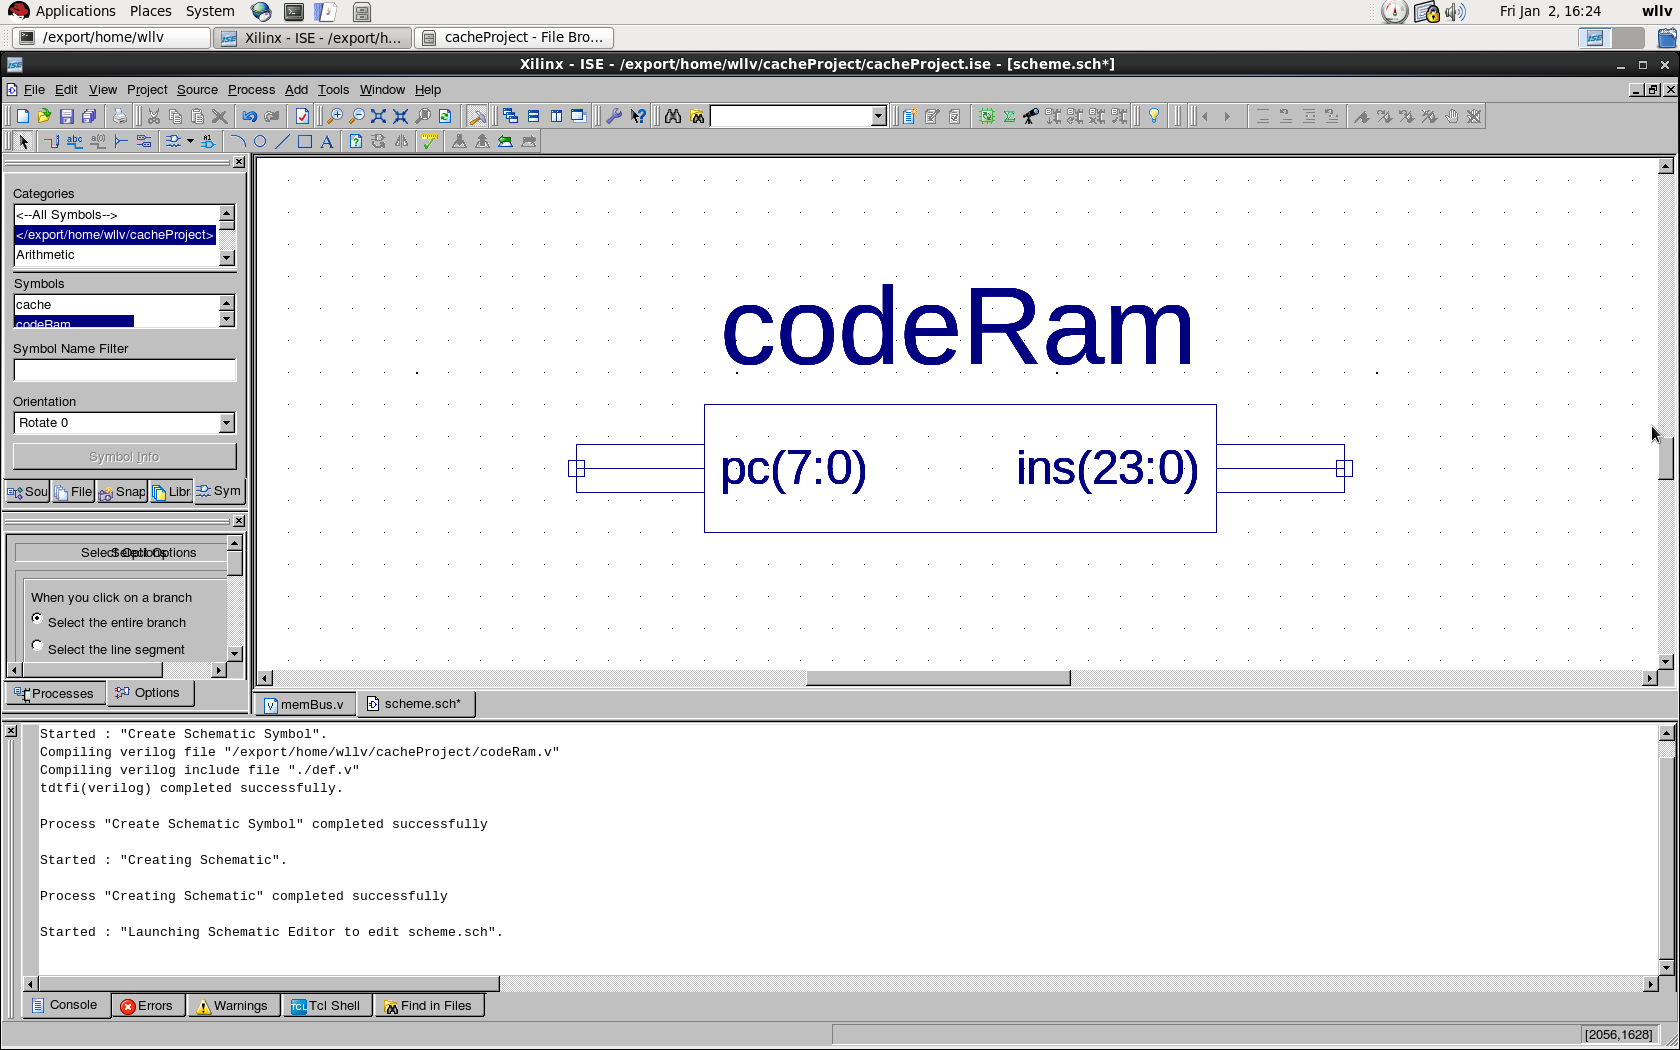 Applications Places System Fri Jan 2, 16:24 wllv
/export/home/wllv Xilinx - ISE - /export/h... cacheProject - File Bro...
Xilinx - ISE - /export/home/wllv/cacheProject/cacheProject.ise - [scheme.sch*]
File Edit View Project Source Process Add Tools Window Help
Categories
<--All Symbols-->
</export/home/wllv/cacheProject>
Arithmetic
Symbols
cache
codeRam
Symbol Name Filter
Orientation
Rotate 0
Symbol Info
Sou File Snap Libr Sym
Select Options
When you click on a branch
Select the entire branch
Select the line segment
Processes Options
codeRam
pc(7:0) ins(23:0)
memBus.v scheme.sch*
Started : "Create Schematic Symbol".
Compiling verilog file "/export/home/wllv/cacheProject/codeRam.v"
Compiling verilog include file "./def.v"
tdtfi(verilog) completed successfully.
Process "Create Schematic Symbol" completed successfully
Started : "Creating Schematic".
Process "Creating Schematic" completed successfully
Started : "Launching Schematic Editor to edit scheme.sch".
Console Errors Warnings TCL Tcl Shell Find in Files
[2056,1628]